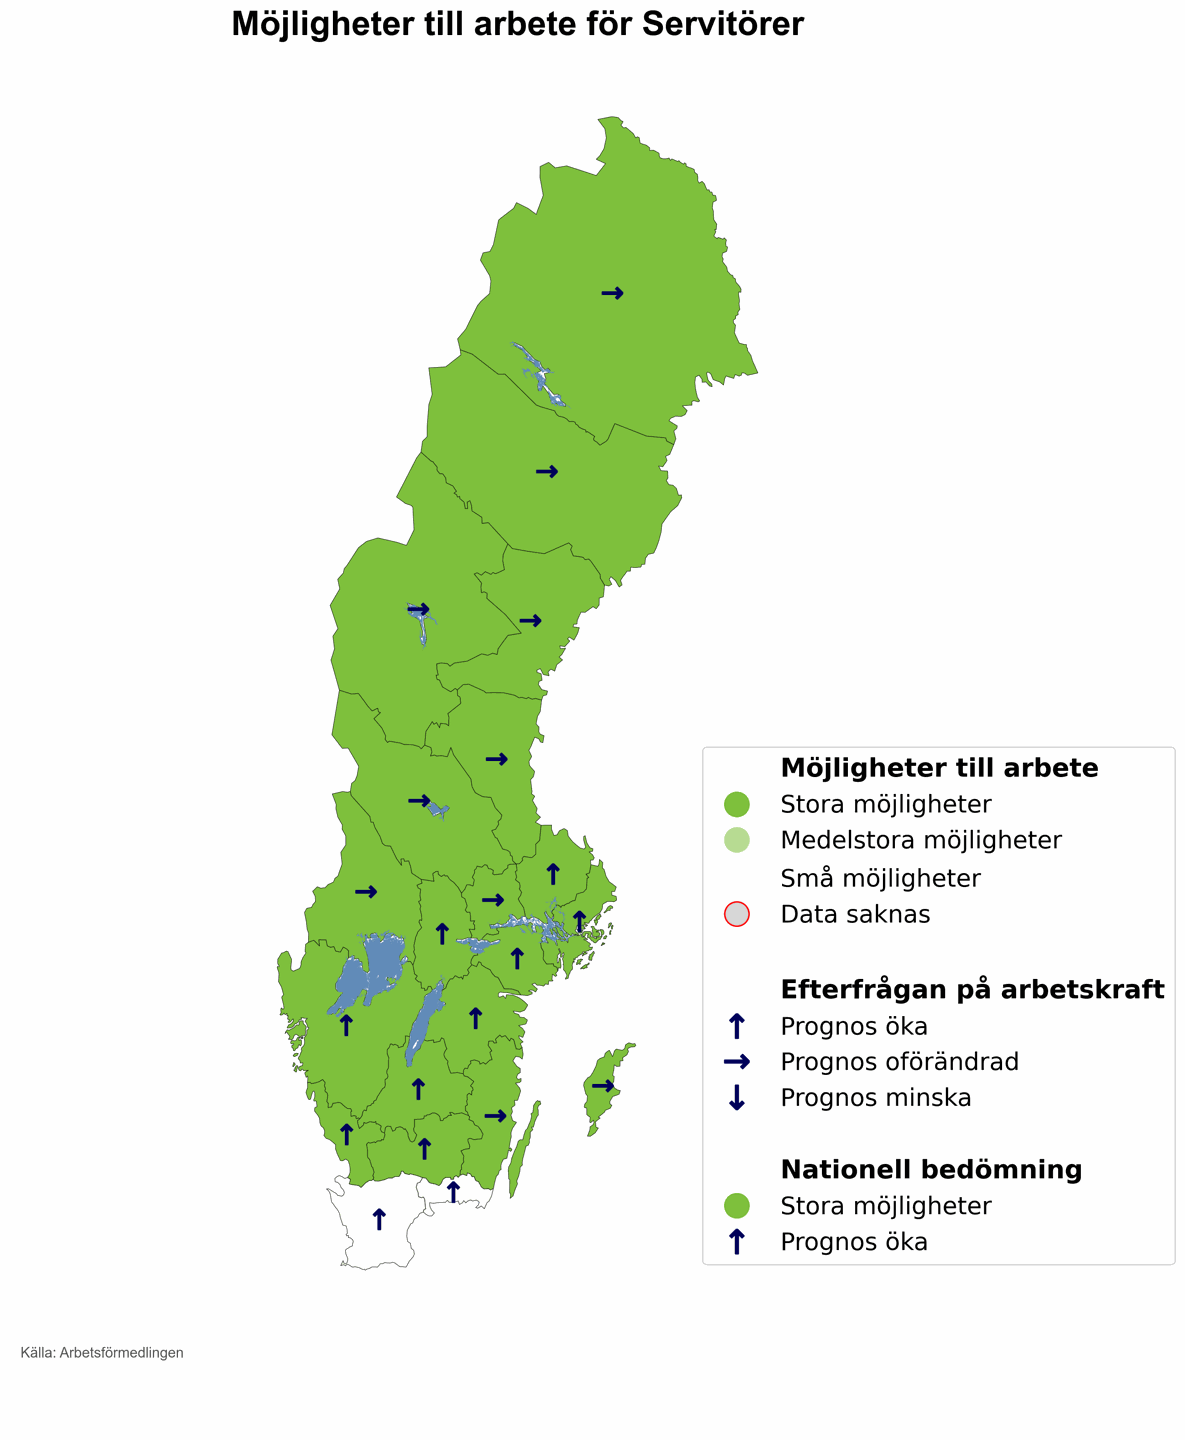 Möjligheter till arbete för Servitörer
Möjligheter till arbete
Stora möjligheter
Medelstora möjligheter
Små möjligheter
Data saknas
Efterfrågan på arbetskraft
Prognos öka
Prognos oförändrad
Prognos minska
Nationell bedömning
Stora möjligheter
Prognos öka
Källa: Arbetsförmedlingen